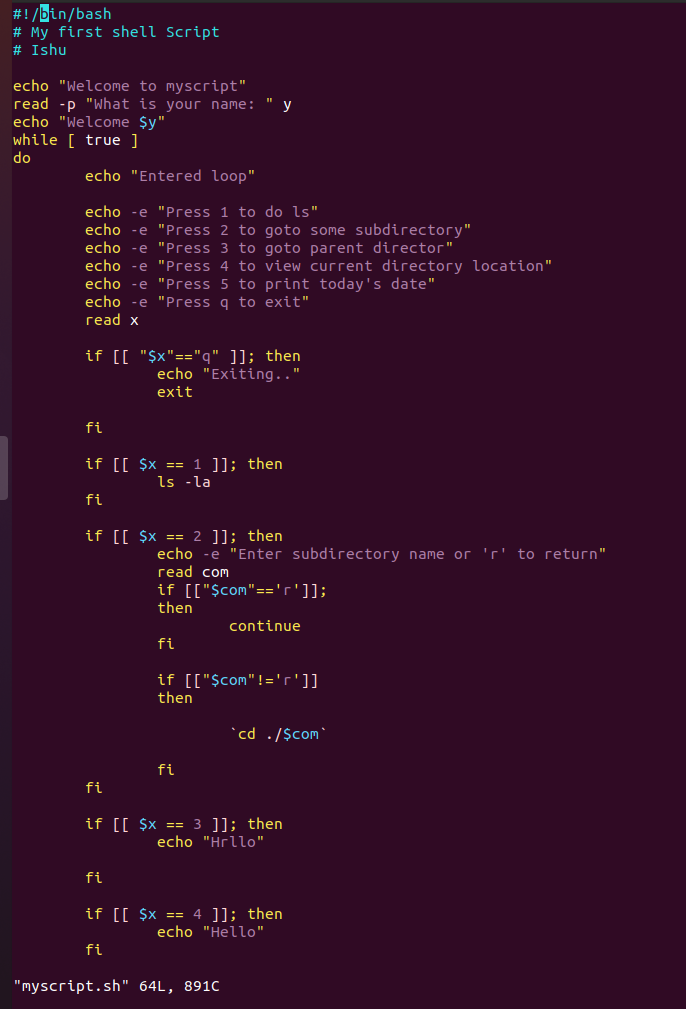 #!/bin/bash
# My first shell Script
# Ishu
echo "Welcome to myscript"
read -p "What is your name: " y
echo "Welcome $y"
while [ true ]
do
echo "Entered loop"
echo -e "Press 1 to do ls"
echo -e "Press 2 to goto some subdirectory"
echo -e "Press 3 to goto parent director"
echo -e "Press 4 to view current directory location"
echo -e "Press 5 to print today's date"
echo -e "Press q to exit"
read x
if [[ "$x"=="q" ]]; then
echo "Exiting.."
exit
fi
if [[ $x == 1 ]]; then
ls -la
fi
if [[ $x == 2 ]]; then
echo -e "Enter subdirectory name or 'r' to return"
read com
if [["$com"=='r']];
then
continue
fi
if [["$com"!='r']]
then
`cd ./$com`
fi
fi
if [[ $x == 3 ]]; then
echo "Hrllo"
fi
if [[ $x == 4 ]]; then
echo "Hello"
fi
"myscript.sh" 64L, 891C